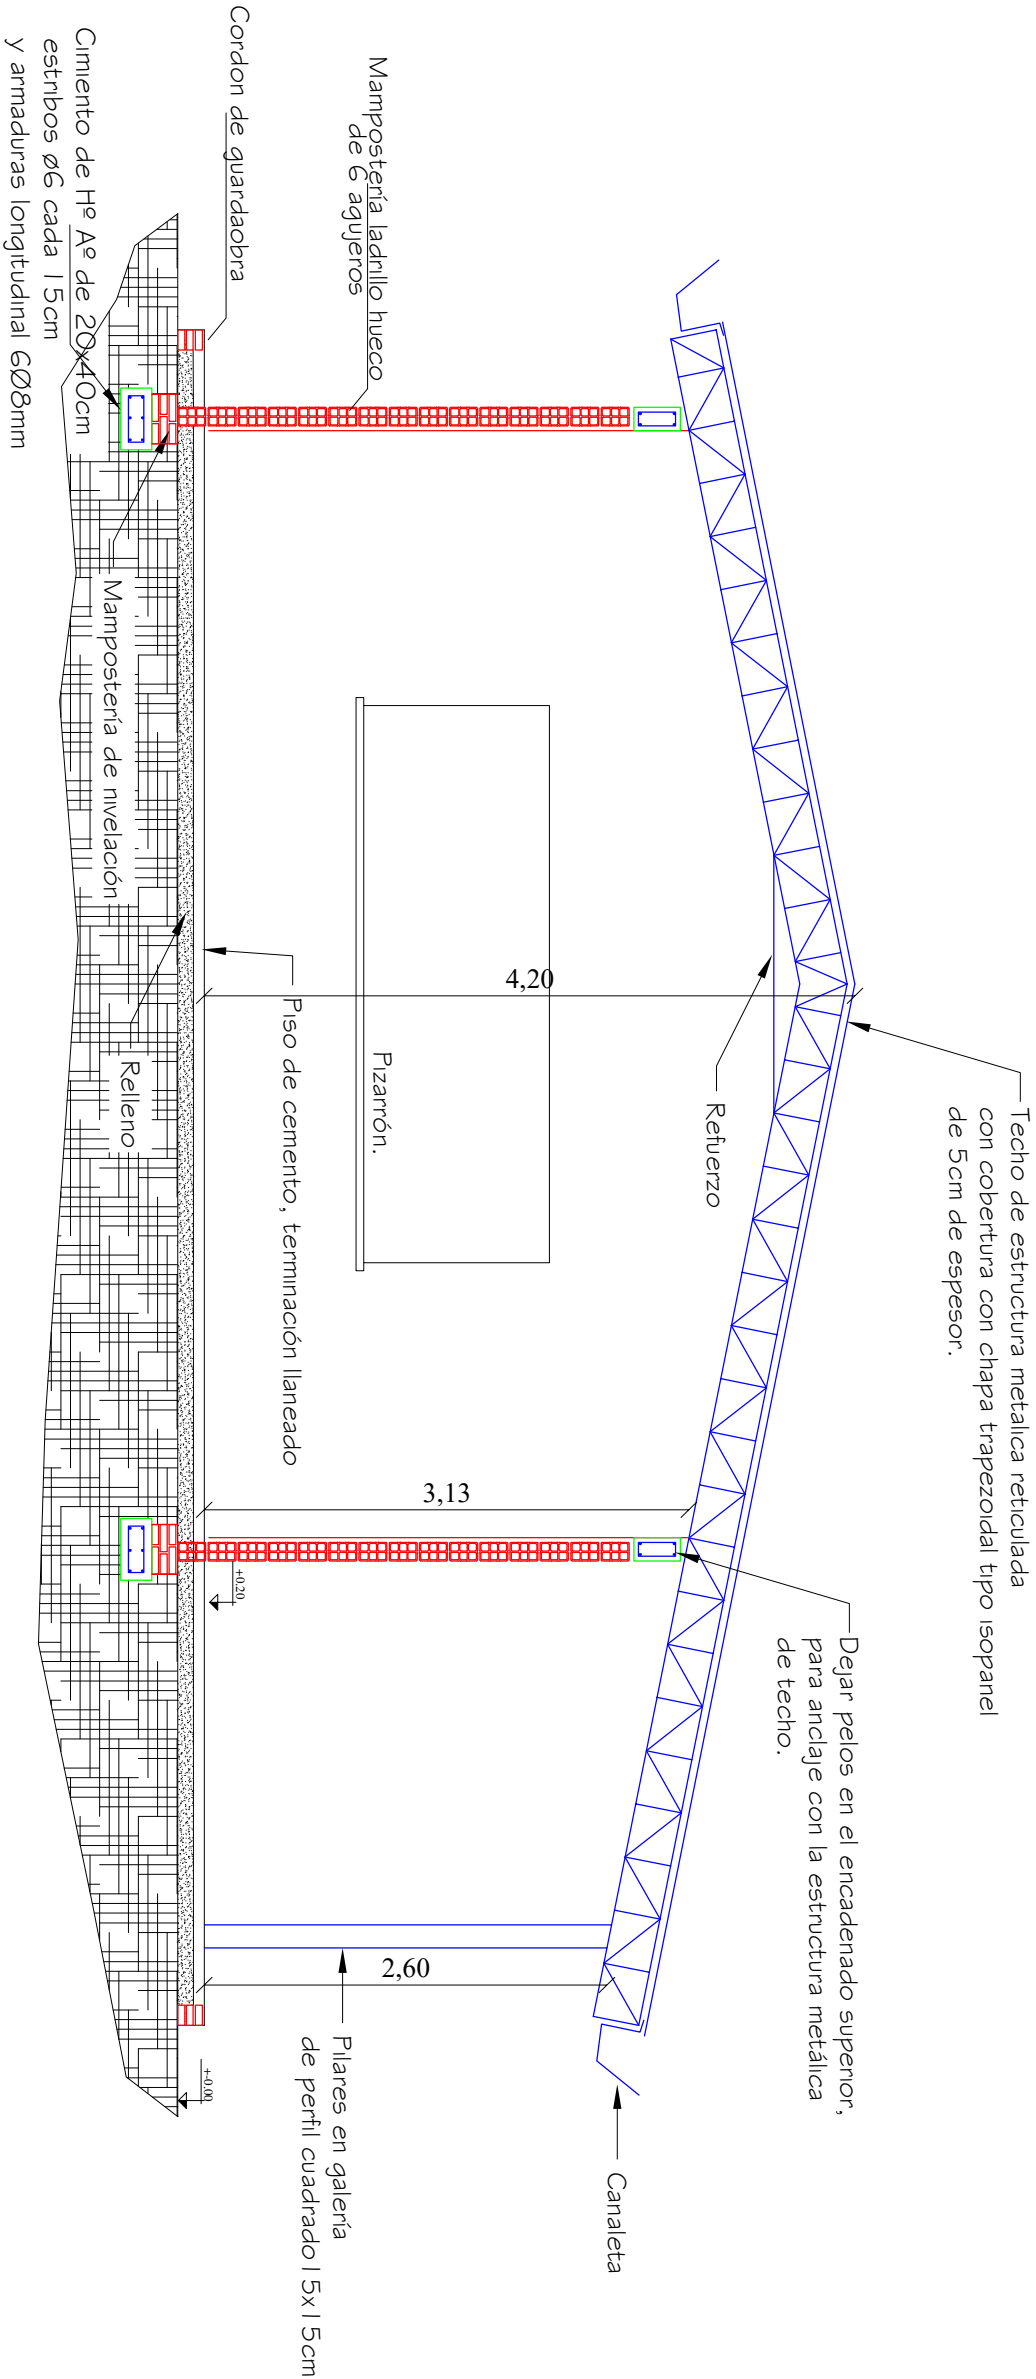 Techo de estructura metalica reticulada
con cobertura con chapa trapezoidal tipo isopanel
de 5cm de espesor.
Dejar pelos en el encadenado superior,
para anclaje con la estructura metálica
de techo.
Refuerzo
Canaleta
4,20
3,13
2,60
Mampostería ladrillo hueco
de 6 agujeros
Pizarrón.
Pilares en galería
de perfil cuadrado 15x15cm
Piso de cemento, terminación llaneado
Cordon de guardaobra
+0.20
+-0.00
Relleno
Mampostería de nivelación
Cimiento de Hº Aº de 20x40cm
estribos ø6 cada 15cm
y armaduras longitudinal 6Ø8mm